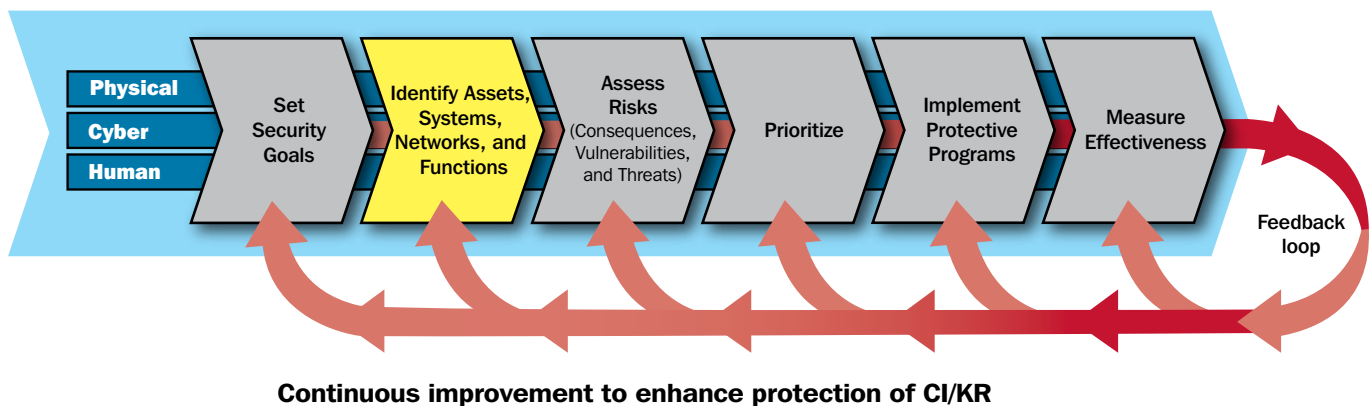 Physical
Cyber
Human
Set
Security
Goals
Identify Assets,
Systems,
Networks, and
Functions
Assess
Risks
(Consequences,
Vulnerabilities,
and Threats)
Prioritize
Implement
Protective
Programs
Measure
Effectiveness
Feedback
loop
Continuous improvement to enhance protection of CI/KR